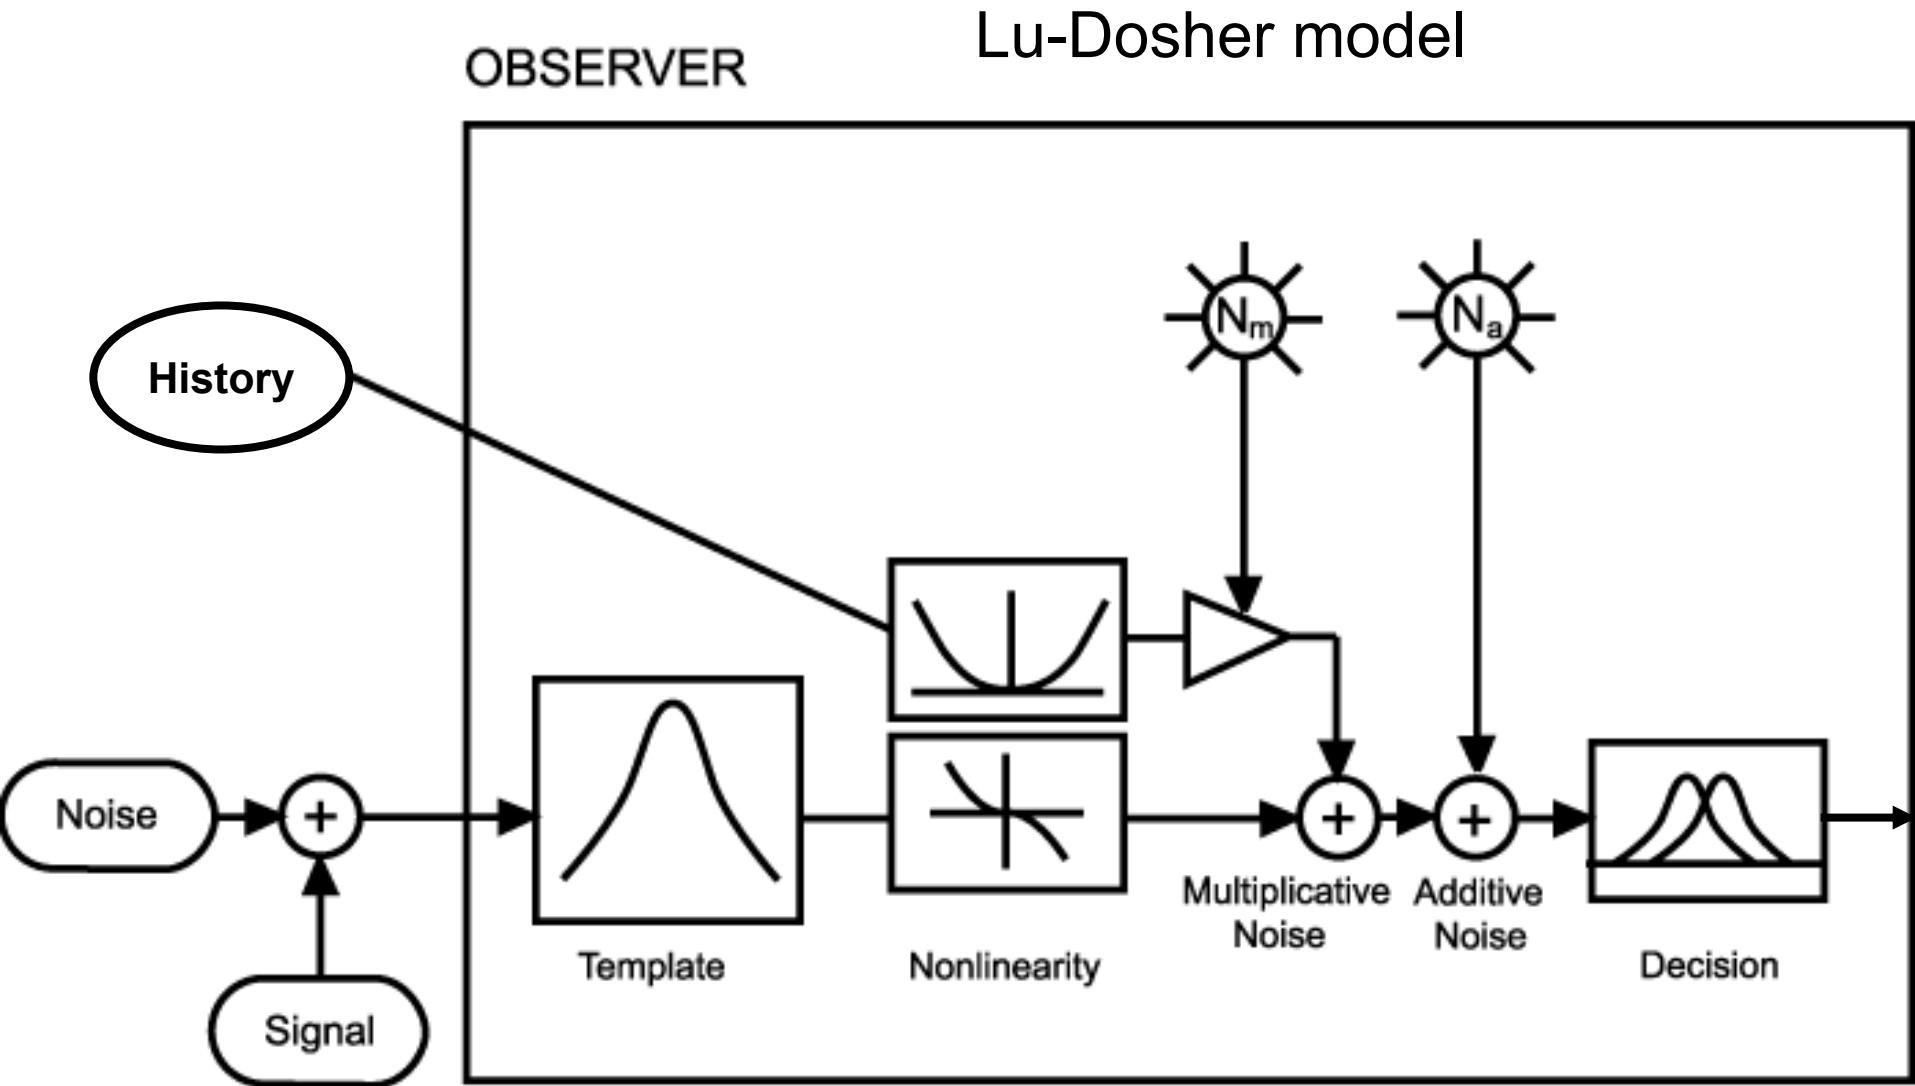 Lu-Dosher model
OBSERVER
History
Nm
Na
Noise
+
+
+
Multiplicative
Noise
Additive
Noise
Template
Nonlinearity
Decision
Signal